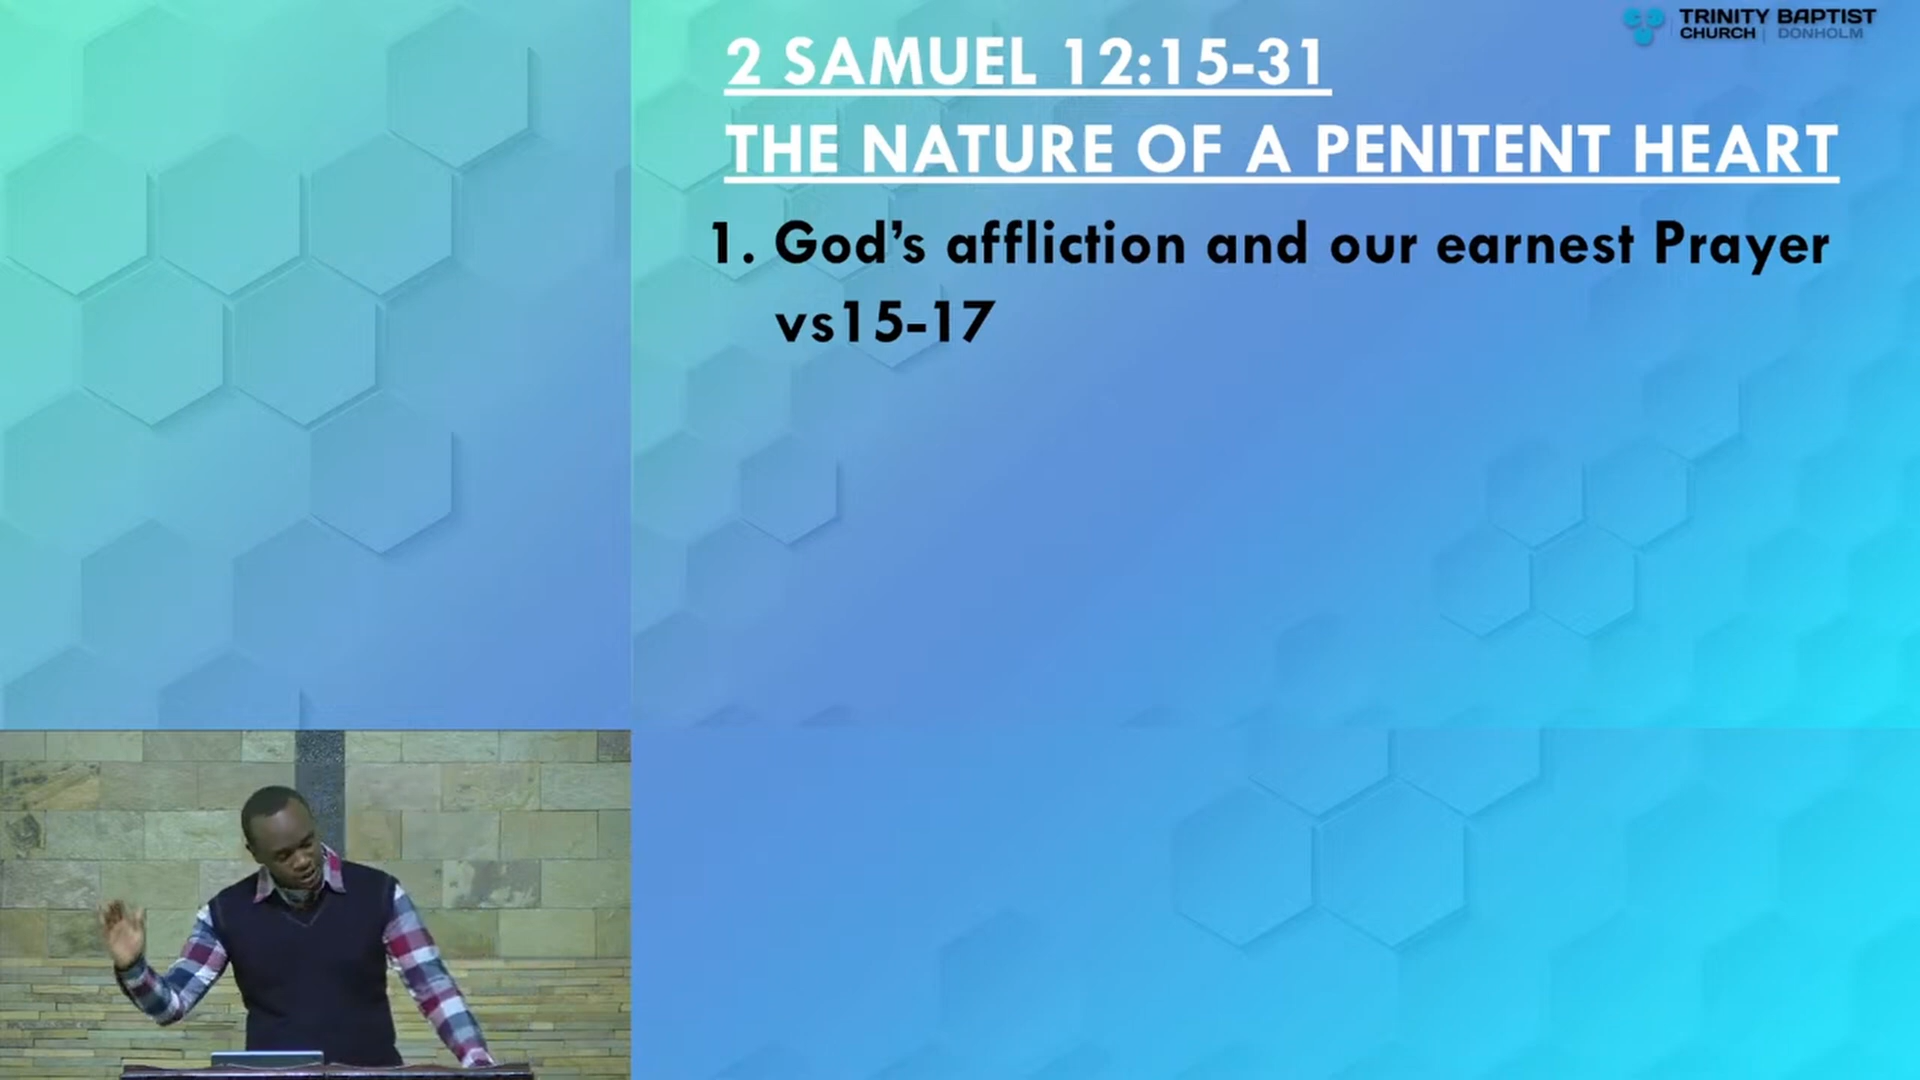 TRINITY BAPTIST
CHURCH | DONHOLM
2 SAMUEL 12:15-31
THE NATURE OF A PENITENT HEART
1. God’s affliction and our earnest Prayer
vs15-17